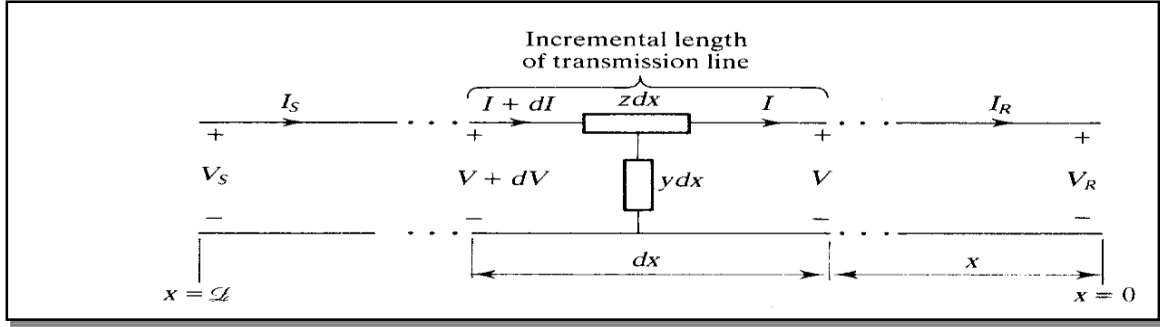 Incremental length
of transmission line
I_S I + dI zdx I I_R
+ + + +
V_S V + dV ydx V V_R
− − − −
. . . . . . . . . . . .
dx x
x = ℒ x = 0